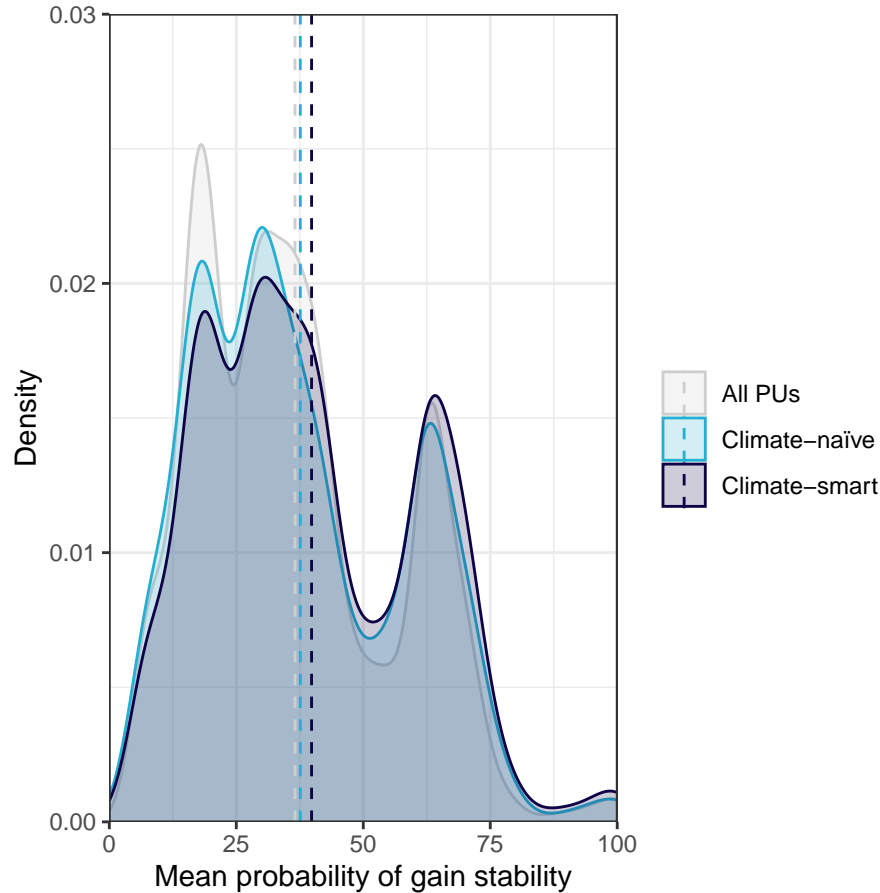 0.03
0.02
0.01
0.00
Density
0
25
50
75
100
Mean probability of gain stability
All PUs
Climate−naïve
Climate−smart